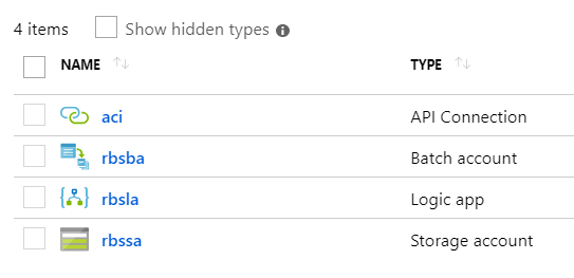 4 items Show hidden types
NAME TYPE
aci API Connection
rbsba Batch account
rbsla Logic app
rbssa Storage account